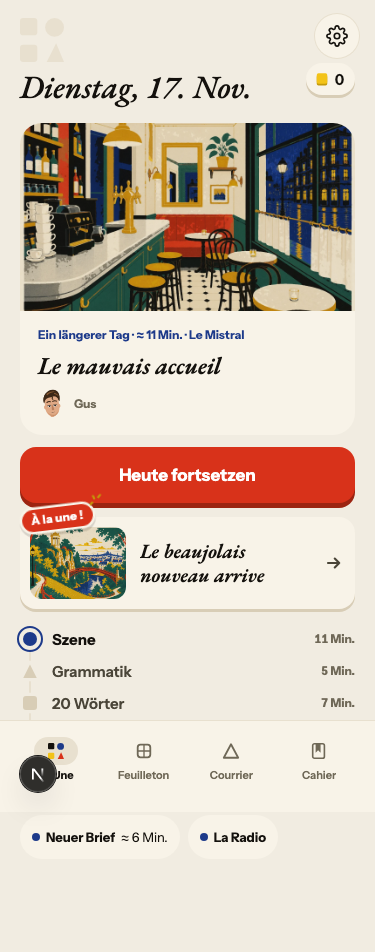 Dienstag, 17. Nov.
0
Ein längerer Tag · ≈ 11 Min. · Le Mistral
Le mauvais accueil
Gus
Heute fortsetzen
À la une !
Le beaujolais
nouveau arrive
Szene 11 Min.
Grammatik 5 Min.
20 Wörter 7 Min.
N
Une
Feuilleton
Courrier
Cahier
Neuer Brief ≈ 6 Min.
La Radio